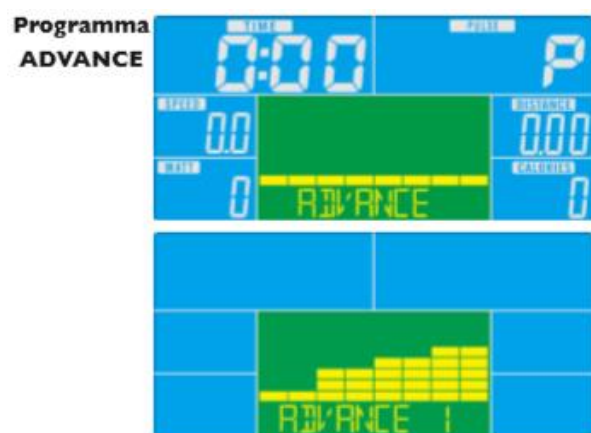 Programma
ADVANCE
TIME
PULSE
0:00
P
SPEED
DISTANCE
0.0
0.00
WATT
CALORIES
0
0
ADVANCE
ADVANCE 1